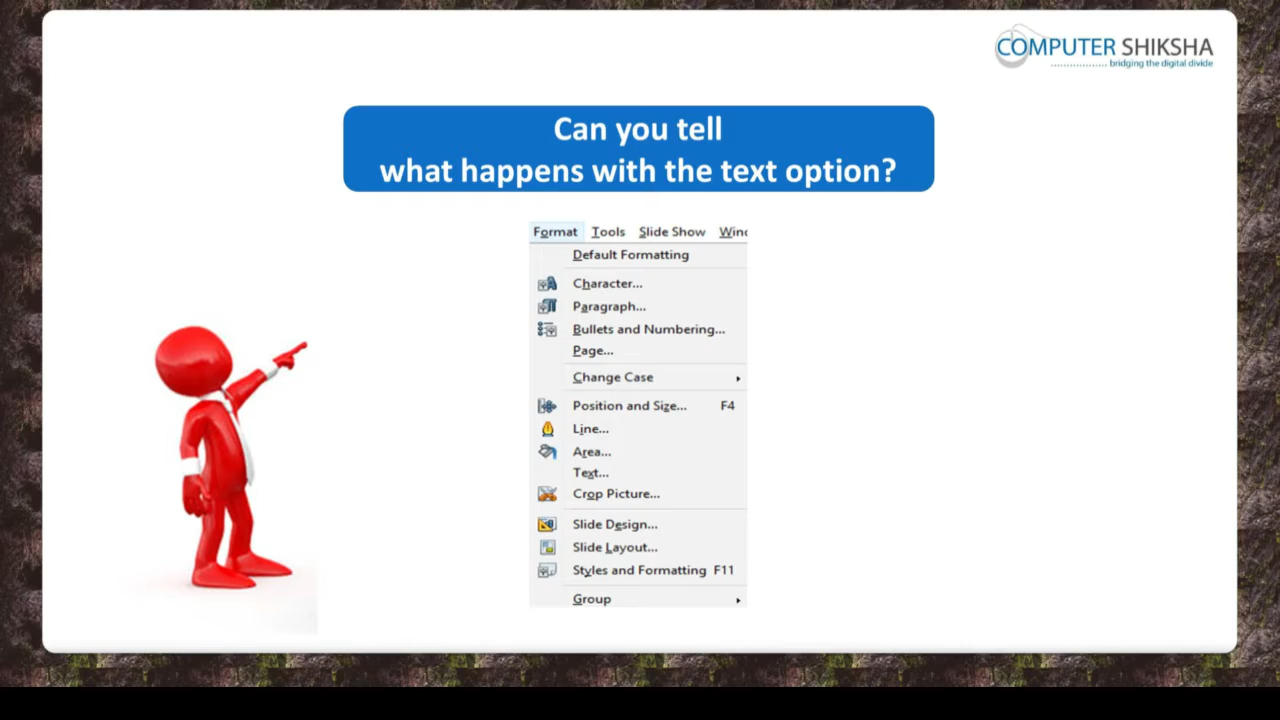 COMPUTER SHIKSHA
bridging the digital divide
Can you tell
what happens with the text option?
Format Tools Slide Show Winc
Default Formatting
Character...
Paragraph...
Bullets and Numbering...
Page...
Change Case
Position and Size... F4
Line...
Area...
Text...
Crop Picture...
Slide Design...
Slide Layout...
Styles and Formatting F11
Group